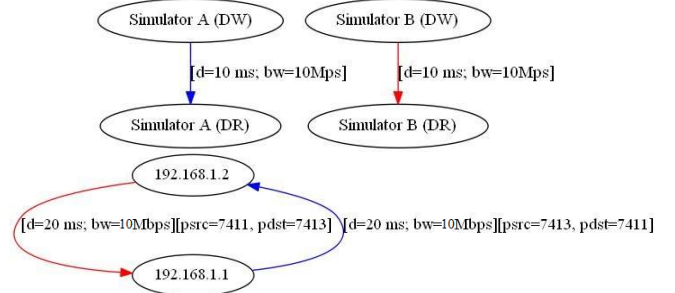 Simulator A (DW) Simulator B (DW)
[d=10 ms; bw=10Mps] [d=10 ms; bw=10Mps]
Simulator A (DR) Simulator B (DR)
192.168.1.2
[d=20 ms; bw=10Mbps][psrc=7411, pdst=7413] [d=20 ms; bw=10Mbps][psrc=7413, pdst=7411]
192.168.1.1